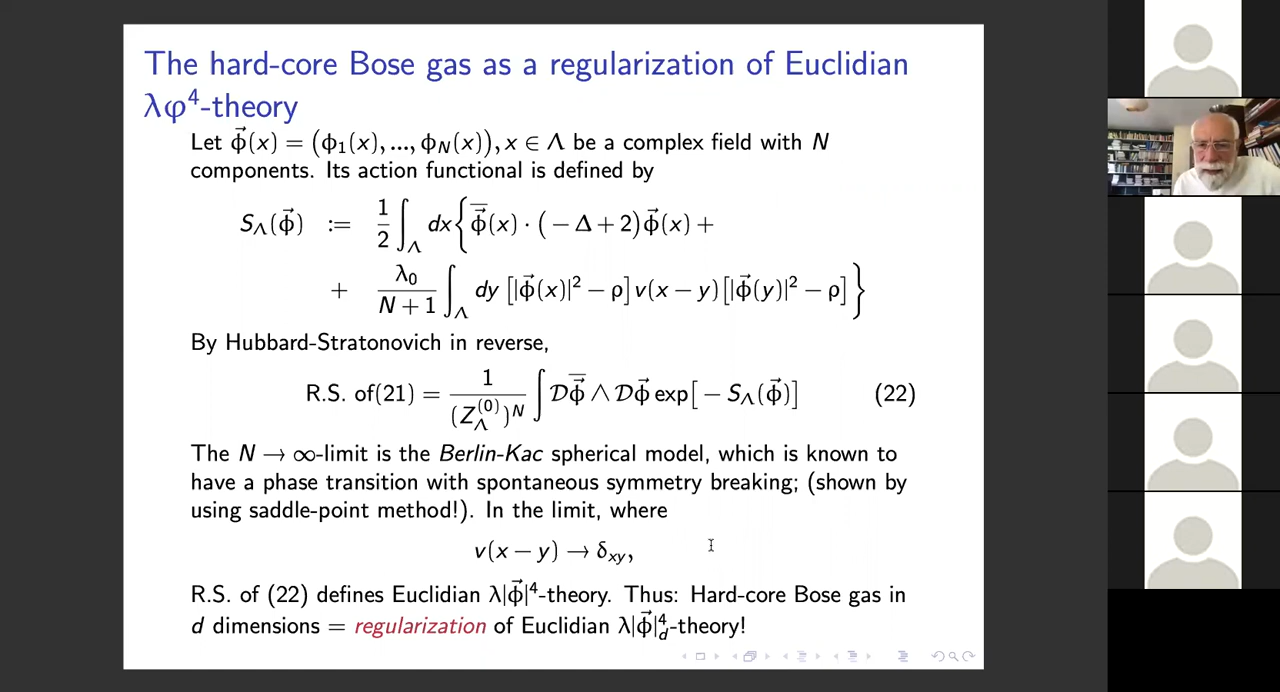 The hard-core Bose gas as a regularization of Euclidian
λφ⁴-theory
Let ϕ⃗(x) = (ϕ₁(x), ..., ϕ_N(x)), x ∈ Λ be a complex field with N
components. Its action functional is defined by
S_Λ(ϕ⃗) := 1/2 ∫_Λ dx{ \overline{ϕ⃗}(x) · (−Δ + 2)ϕ⃗(x) +
+ λ₀/(N + 1) ∫_Λ dy [|ϕ⃗(x)|² − ρ] v(x − y) [|ϕ⃗(y)|² − ρ] }
By Hubbard-Stratonovich in reverse,
R.S. of(21) = 1/(Z_Λ^{(0)})^N ∫ 𝒟\overline{ϕ⃗} ∧ 𝒟ϕ⃗ exp[ − S_Λ(ϕ⃗)] (22)
The N → ∞-limit is the Berlin-Kac spherical model, which is known to
have a phase transition with spontaneous symmetry breaking; (shown by
using saddle-point method!). In the limit, where
v(x − y) → δ_{xy},
R.S. of (22) defines Euclidian λ|ϕ⃗|⁴-theory. Thus: Hard-core Bose gas in
d dimensions = regularization of Euclidian λ|ϕ⃗|⁴_d-theory!